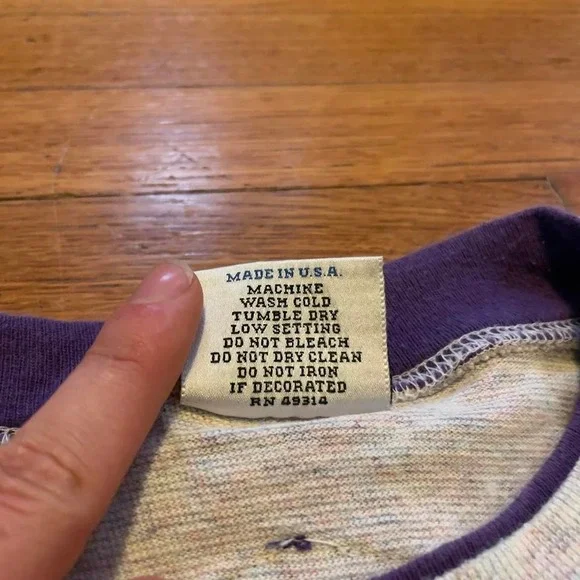 MADE IN U.S.A.
MACHINE
WASH COLD
TUMBLE DRY
LOW SETTING
DO NOT BLEACH
DO NOT DRY CLEAN
DO NOT IRON
IF DECORATED
RN 49314